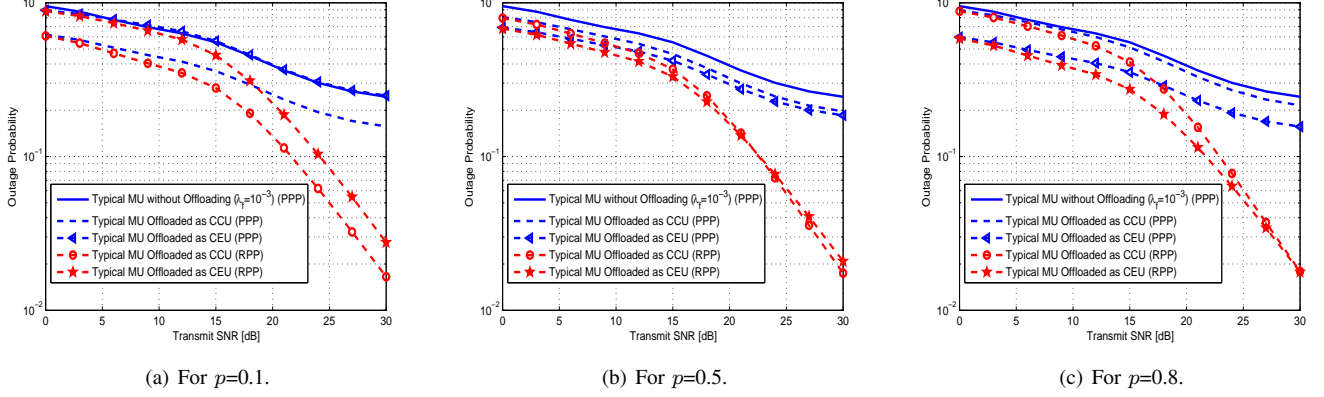 10^0
10^-1
10^-2
Outage Probability
0 5 10 15 20 25 30
Transmit SNR [dB]
Typical MU without Offloading (λ_f=10^-3) (PPP)
Typical MU Offloaded as CCU (PPP)
Typical MU Offloaded as CEU (PPP)
Typical MU Offloaded as CCU (RPP)
Typical MU Offloaded as CEU (RPP)
(a) For p=0.1.
10^0
10^-1
10^-2
Outage Probability
0 5 10 15 20 25 30
Transmit SNR [dB]
Typical MU without Offloading (λ_f=10^-3) (PPP)
Typical MU Offloaded as CCU (PPP)
Typical MU Offloaded as CEU (PPP)
Typical MU Offloaded as CCU (RPP)
Typical MU Offloaded as CEU (RPP)
(b) For p=0.5.
10^0
10^-1
10^-2
Outage Probability
0 5 10 15 20 25 30
Transmit SNR [dB]
Typical MU without Offloading (λ_f=10^-3) (PPP)
Typical MU Offloaded as CCU (PPP)
Typical MU Offloaded as CEU (PPP)
Typical MU Offloaded as CCU (RPP)
Typical MU Offloaded as CEU (RPP)
(c) For p=0.8.